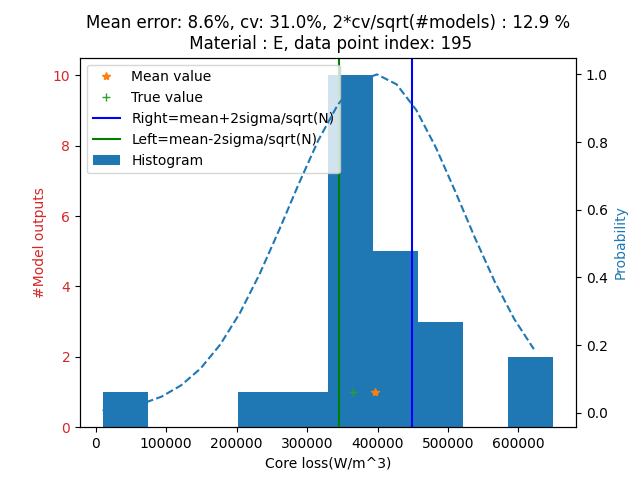 Mean error: 8.6%, cv: 31.0%, 2*cv/sqrt(#models) : 12.9 %
Material : E, data point index: 195
Mean value
True value
Right=mean+2sigma/sqrt(N)
Left=mean-2sigma/sqrt(N)
Histogram
#Model outputs
10
8
6
4
2
0
1.0
0.8
0.6
0.4
0.2
0.0
Probability
0 100000 200000 300000 400000 500000 600000
Core loss(W/m^3)